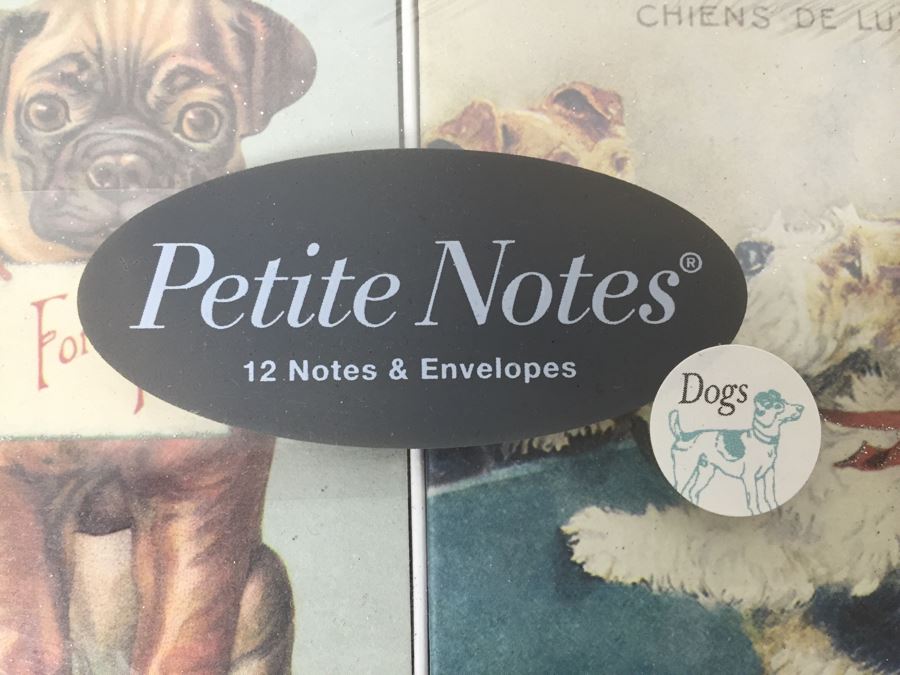 CHIENS DE LU
Petite Notes®
12 Notes & Envelopes
Dogs